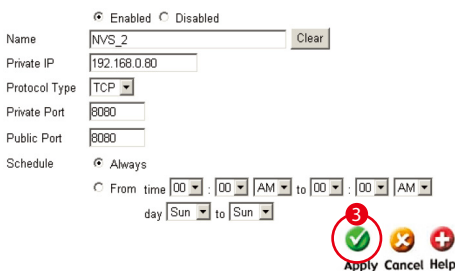 Enabled Disabled
Name NVS_2 Clear
Private IP 192.168.0.80
Protocol Type TCP
Private Port 8080
Public Port 8080
Schedule Always
From time 00 : 00 AM to 00 : 00 AM
day Sun to Sun
3
Apply Cancel Help